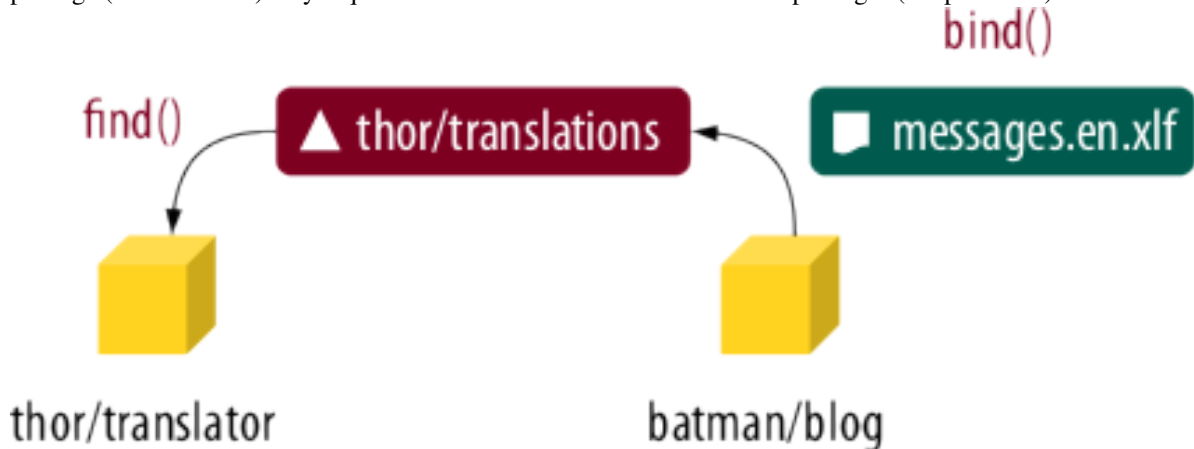 bind()
find()
thor/translations
messages.en.xlf
thor/translator
batman/blog